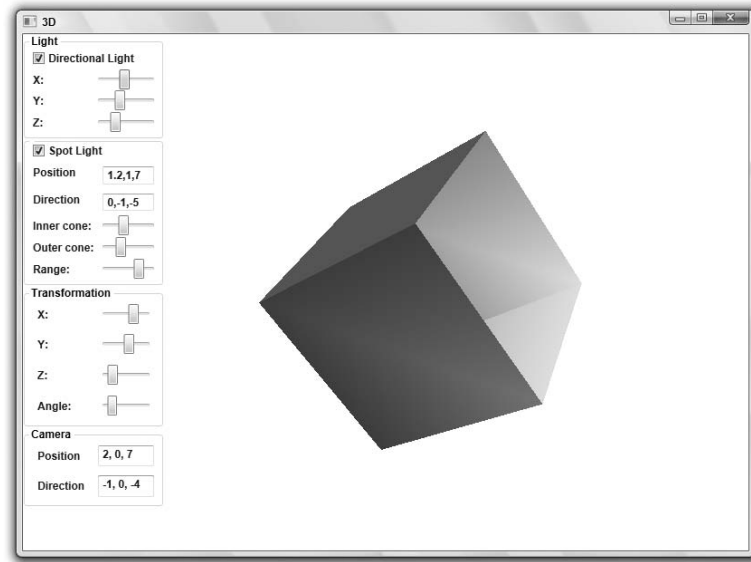 3D
Light
Directional Light
X:
Y:
Z:
Spot Light
Position 1.2,1,7
Direction 0,-1,-5
Inner cone:
Outer cone:
Range:
Transformation
X:
Y:
Z:
Angle:
Camera
Position 2, 0, 7
Direction -1, 0, -4